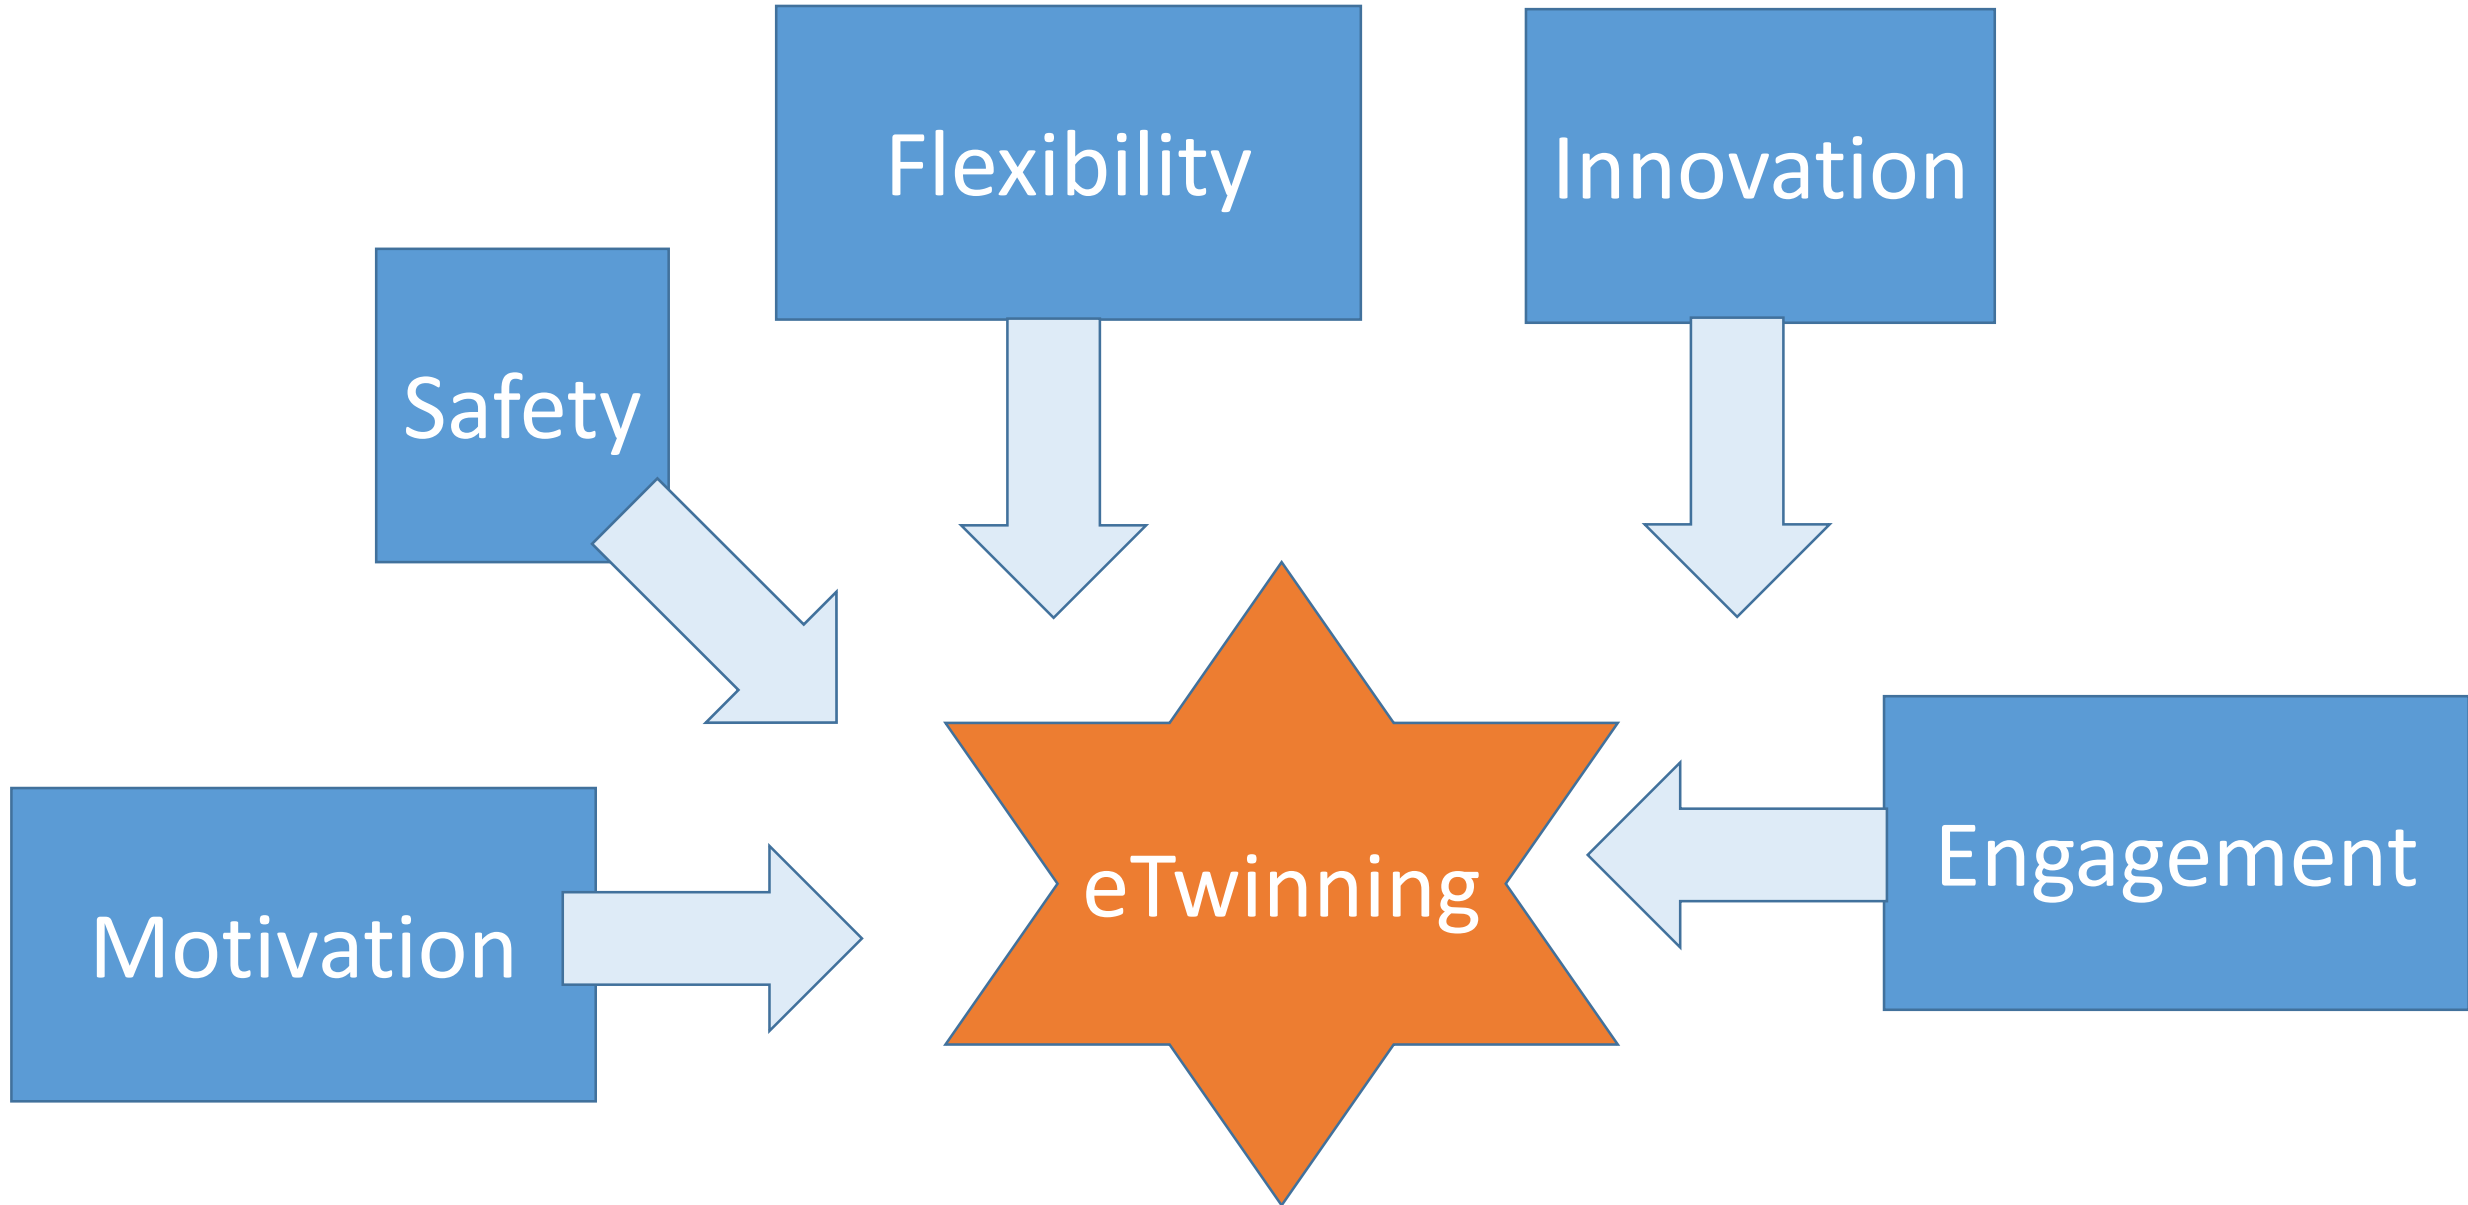 Flexibility
Innovation
Safety
eTwinning
Engagement
Motivation